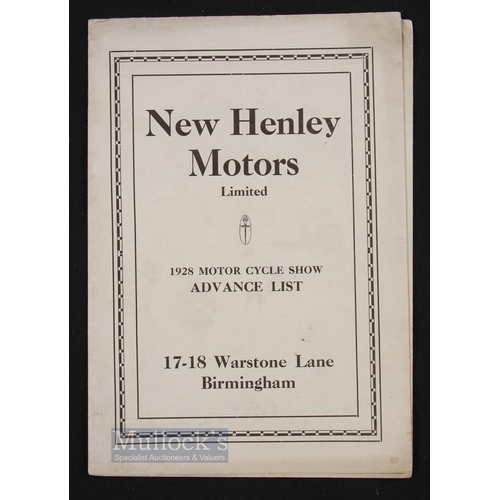 New Henley
Motors
Limited
1928 MOTOR CYCLE SHOW
ADVANCE LIST
17-18 Warstone Lane
Birmingham
Mullock's
Specialist Auctioneers & Valuers